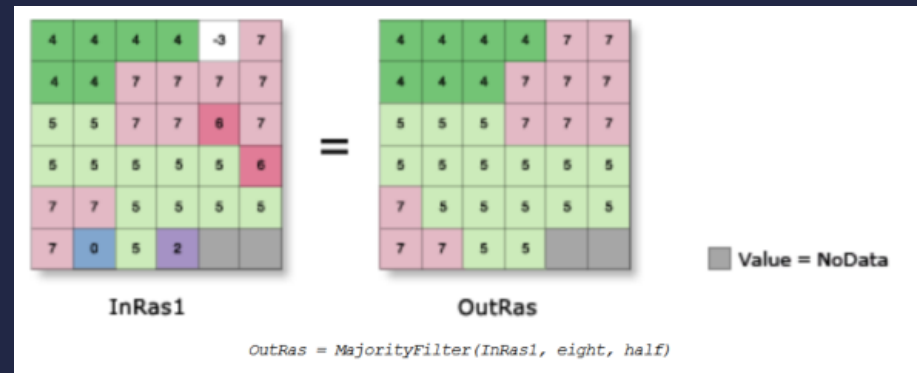 4 4 4 4 -3 7
4 4 7 7 7 7
5 5 7 7 6 7
5 5 5 5 5 6
7 7 5 5 5 5
7 0 5 2
InRas1
=
4 4 4 4 7 7
4 4 4 7 7 7
5 5 5 7 7 7
5 5 5 5 5 5
7 5 5 5 5 5
7 7 5 5
OutRas
Value = NoData
OutRas = MajorityFilter(InRas1, eight, half)